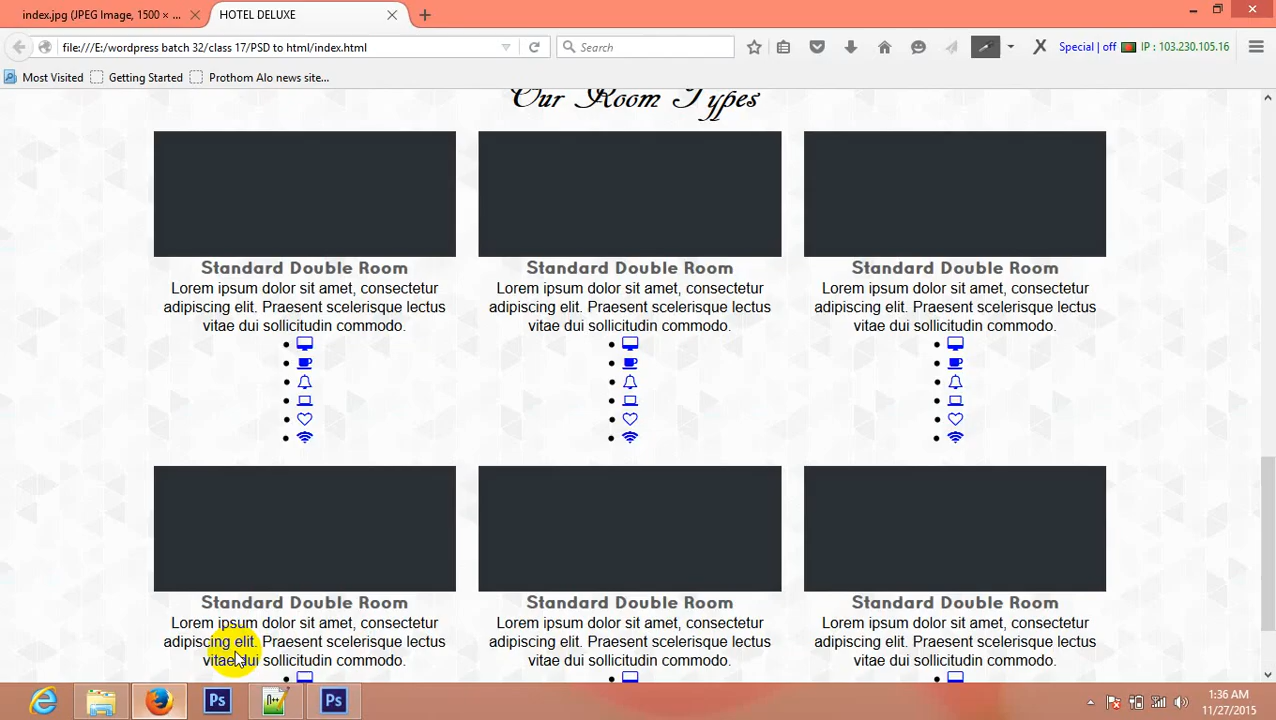 index.jpg (JPEG Image, 1500 × ...
HOTEL DELUXE
file:///E:/wordpress batch 32/class 17/PSD to html/index.html
Search
Special | off
IP : 103.230.105.16
Most Visited
Getting Started
Prothom Alo news site...
Our Room Types
Standard Double Room Standard Double Room Standard Double Room
Lorem ipsum dolor sit amet, consectetur Lorem ipsum dolor sit amet, consectetur Lorem ipsum dolor sit amet, consectetur
adipiscing elit. Praesent scelerisque lectus adipiscing elit. Praesent scelerisque lectus adipiscing elit. Praesent scelerisque lectus
vitae dui sollicitudin commodo. vitae dui sollicitudin commodo. vitae dui sollicitudin commodo.
Standard Double Room Standard Double Room Standard Double Room
Lorem ipsum dolor sit amet, consectetur Lorem ipsum dolor sit amet, consectetur Lorem ipsum dolor sit amet, consectetur
adipiscing elit. Praesent scelerisque lectus adipiscing elit. Praesent scelerisque lectus adipiscing elit. Praesent scelerisque lectus
vitae dui sollicitudin commodo. vitae dui sollicitudin commodo. vitae dui sollicitudin commodo.
Ps
Ps
1:36 AM
11/27/2015